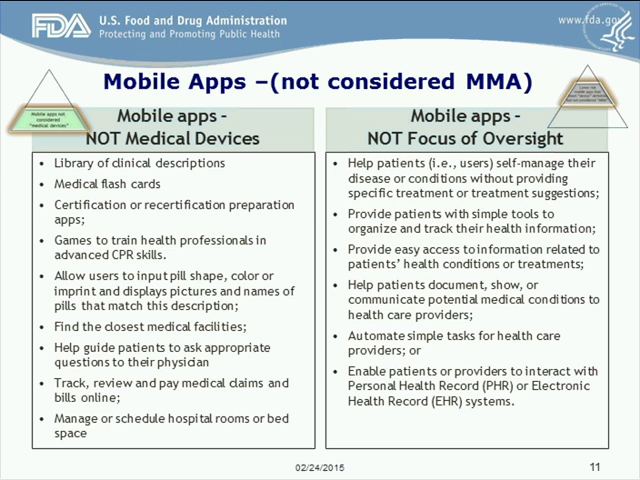 FDA
U.S. Food and Drug Administration
Protecting and Promoting Public Health
www.fda.gov
Mobile Apps –(not considered MMA)
Mobile apps not
considered
"medical devices"
Mobile apps –
NOT Medical Devices
• Library of clinical descriptions
• Medical flash cards
• Certification or recertification preparation
apps;
• Games to train health professionals in
advanced CPR skills.
• Allow users to input pill shape, color or
imprint and displays pictures and names of
pills that match this description;
• Find the closest medical facilities;
• Help guide patients to ask appropriate
questions to their physician
• Track, review and pay medical claims and
bills online;
• Manage or schedule hospital rooms or bed
space
Mobile apps –
NOT Focus of Oversight
• Help patients (i.e., users) self-manage their
disease or conditions without providing
specific treatment or treatment suggestions;
• Provide patients with simple tools to
organize and track their health information;
• Provide easy access to information related to
patients' health conditions or treatments;
• Help patients document, show, or
communicate potential medical conditions to
health care providers;
• Automate simple tasks for health care
providers; or
• Enable patients or providers to interact with
Personal Health Record (PHR) or Electronic
Health Record (EHR) systems.
02/24/2015
11